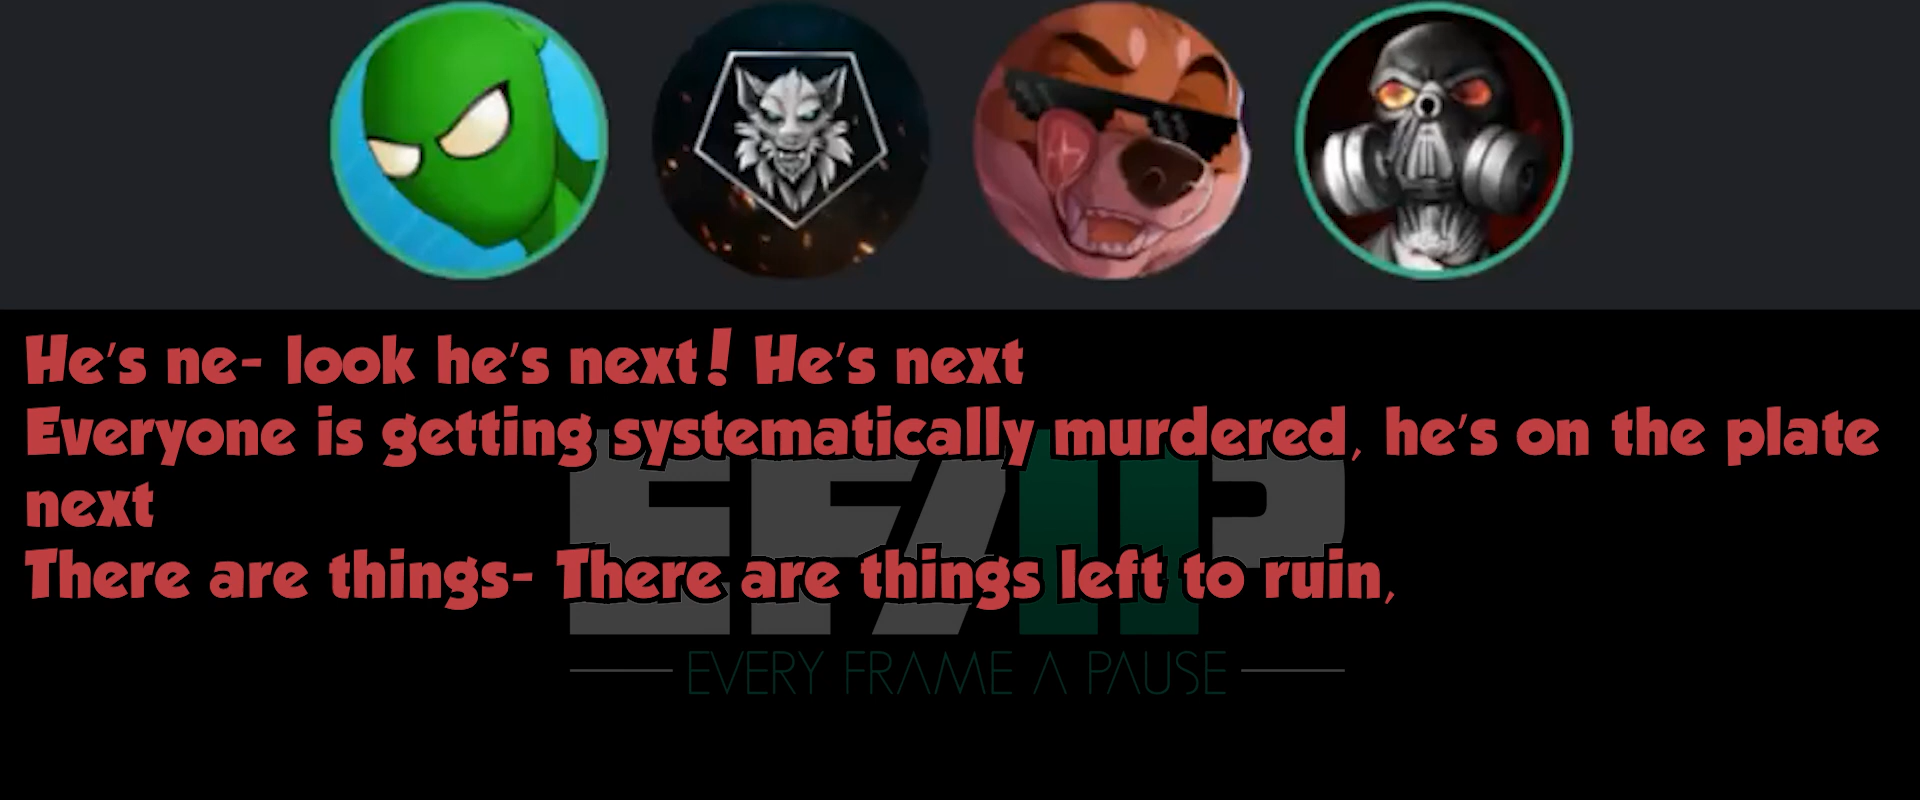 He's ne- look he's next! He's next
Everyone is getting systematically murdered, he's on the plate
next
There are things- There are things left to ruin,
EFAP
EVERY FRAME A PAUSE